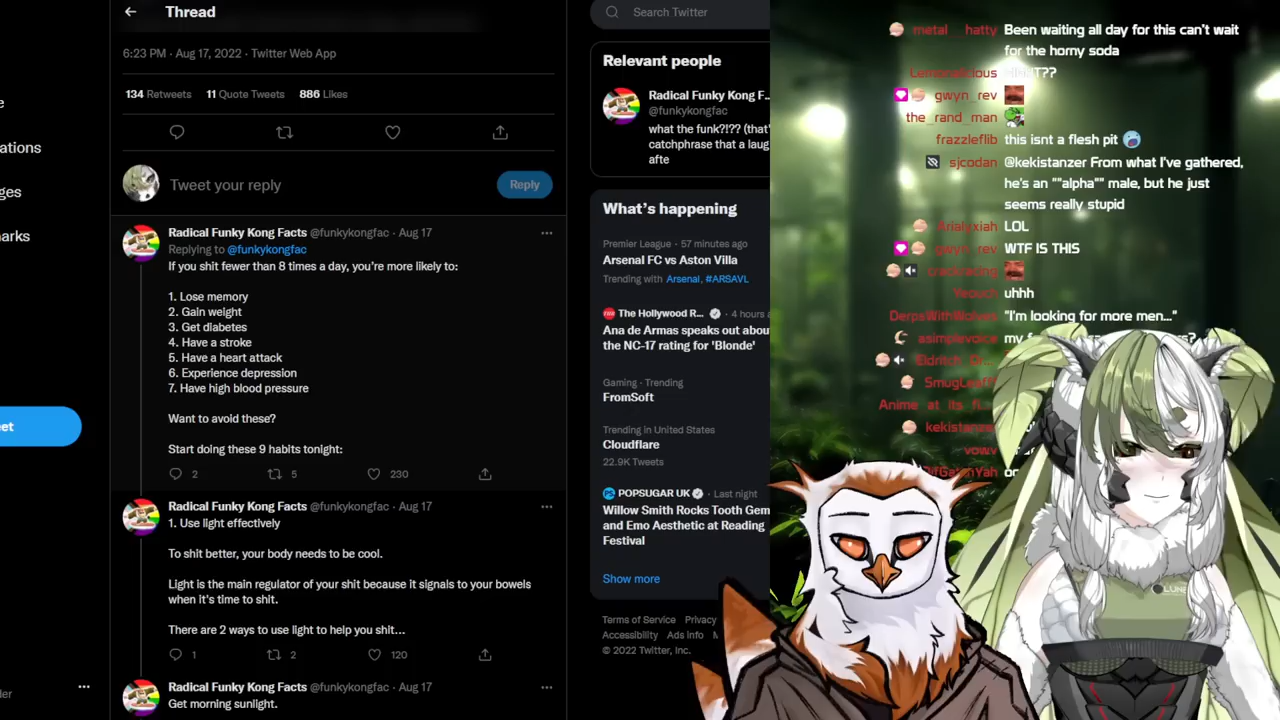 Thread
6:23 PM · Aug 17, 2022 · Twitter Web App
134 Retweets 11 Quote Tweets 886 Likes
Tweet your reply
Reply
Radical Funky Kong Facts @funkykongfac · Aug 17
Replying to @funkykongfac
If you shit fewer than 8 times a day, you're more likely to:
1. Lose memory
2. Gain weight
3. Get diabetes
4. Have a stroke
5. Have a heart attack
6. Experience depression
7. Have high blood pressure
Want to avoid these?
Start doing these 9 habits tonight:
2 5 230
Radical Funky Kong Facts @funkykongfac · Aug 17
1. Use light effectively
To shit better, your body needs to be cool.
Light is the main regulator of your shit because it signals to your bowels
when it's time to shit.
There are 2 ways to use light to help you shit...
1 2 120
Radical Funky Kong Facts @funkykongfac · Aug 17
Get morning sunlight.
e
ations
ges
arks
et
der
Search Twitter
Relevant people
Radical Funky Kong F...
@funkykongfac
what the funk?!?? (that'
catchphrase that a laug
afte
What's happening
Premier League · 57 minutes ago
Arsenal FC vs Aston Villa
Trending with Arsenal, #ARSAVL
The Hollywood R... · 4 hours a
Ana de Armas speaks out abou
the NC-17 rating for 'Blonde'
Gaming · Trending
FromSoft
Trending in United States
Cloudflare
22.9K Tweets
POPSUGAR UK · Last night
Willow Smith Rocks Tooth Gem
and Emo Aesthetic at Reading
Festival
Show more
Terms of Service Privacy
Accessibility Ads info
© 2022 Twitter, Inc.
metal_hatty Been waiting all day for this can't wait
for the horny soda
gwyn_rev
the_rand_man
frazzleflib this isnt a flesh pit
sjcodan @kekistanzer From what I've gathered,
he's an ""alpha"" male, but he just
seems really stupid
Arialyxiah LOL
gwyn_rev WTF IS THIS
Yeouch uhhh
DerpsWithWolves "I'm looking for more men..."
asimplevoice